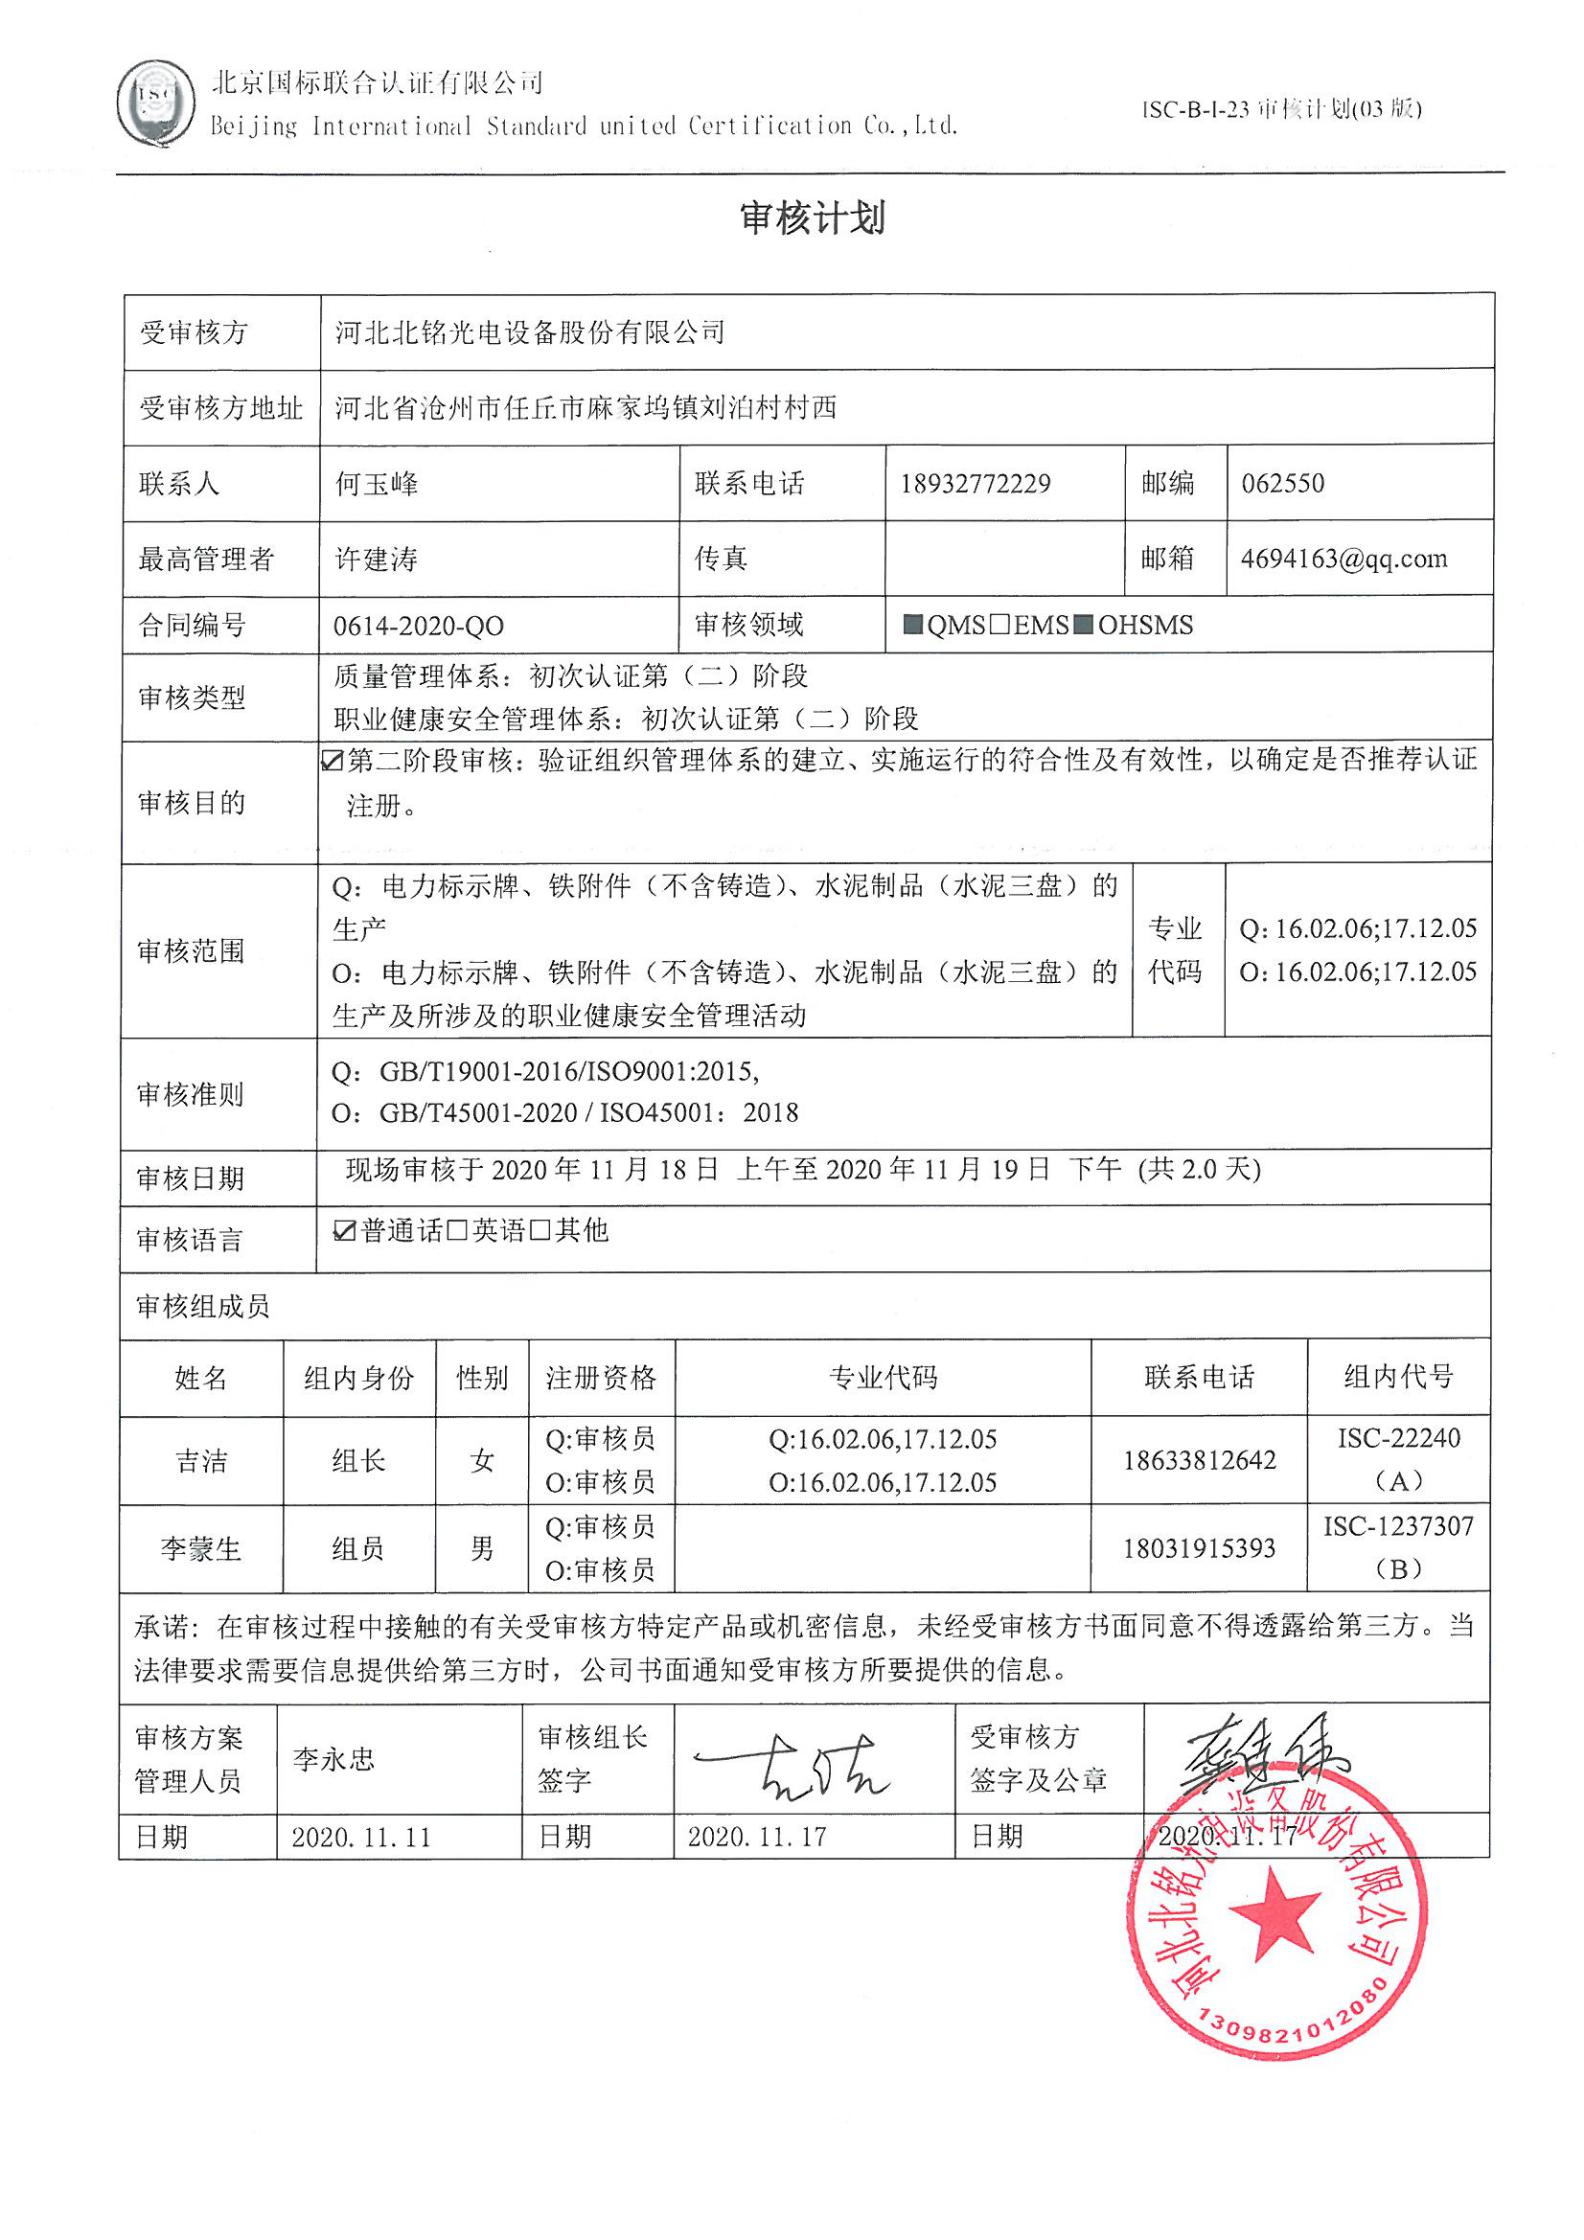 ISC
北京国标联合认证有限公司
Beijing International Standard united Certification Co.,Ltd.
ISC-B-I-23 审核计划(03 版)
审核计划
受审核方 河北北铭光电设备股份有限公司
受审核方地址 河北省沧州市任丘市麻家坞镇刘泊村村西
联系人 何玉峰 联系电话 18932772229 邮编 062550
最高管理者 许建涛 传真 邮箱 4694163@qq.com
合同编号 0614-2020-QO 审核领域 ■QMS□EMS■OHSMS
审核类型 质量管理体系：初次认证第（二）阶段
职业健康安全管理体系：初次认证第（二）阶段
审核目的 ☑第二阶段审核：验证组织管理体系的建立、实施运行的符合性及有效性，以确定是否推荐认证
注册。
审核范围 Q：电力标示牌、铁附件（不含铸造）、水泥制品（水泥三盘）的
生产
O：电力标示牌、铁附件（不含铸造）、水泥制品（水泥三盘）的
生产及所涉及的职业健康安全管理活动
专业
代码
Q: 16.02.06;17.12.05
O: 16.02.06;17.12.05
审核准则 Q：GB/T19001-2016/ISO9001:2015,
O：GB/T45001-2020 / ISO45001：2018
审核日期 现场审核于 2020 年 11 月 18 日 上午至 2020 年 11 月 19 日 下午 (共 2.0 天)
审核语言 ☑普通话□英语□其他
审核组成员
姓名 组内身份 性别 注册资格 专业代码 联系电话 组内代号
吉洁 组长 女 Q:审核员 Q:16.02.06,17.12.05 18633812642 ISC-22240
O:审核员 O:16.02.06,17.12.05 （A）
李蒙生 组员 男 Q:审核员 18031915393 ISC-1237307
O:审核员 （B）
承诺：在审核过程中接触的有关受审核方特定产品或机密信息，未经受审核方书面同意不得透露给第三方。当
法律要求需要信息提供给第三方时，公司书面通知受审核方所要提供的信息。
审核方案
管理人员
李永忠
审核组长
签字
吉洁
受审核方
签字及公章
日期 2020.11.11 日期 2020.11.17 日期 2020.11.17
河北北铭光电设备股份有限公司
1309821012080